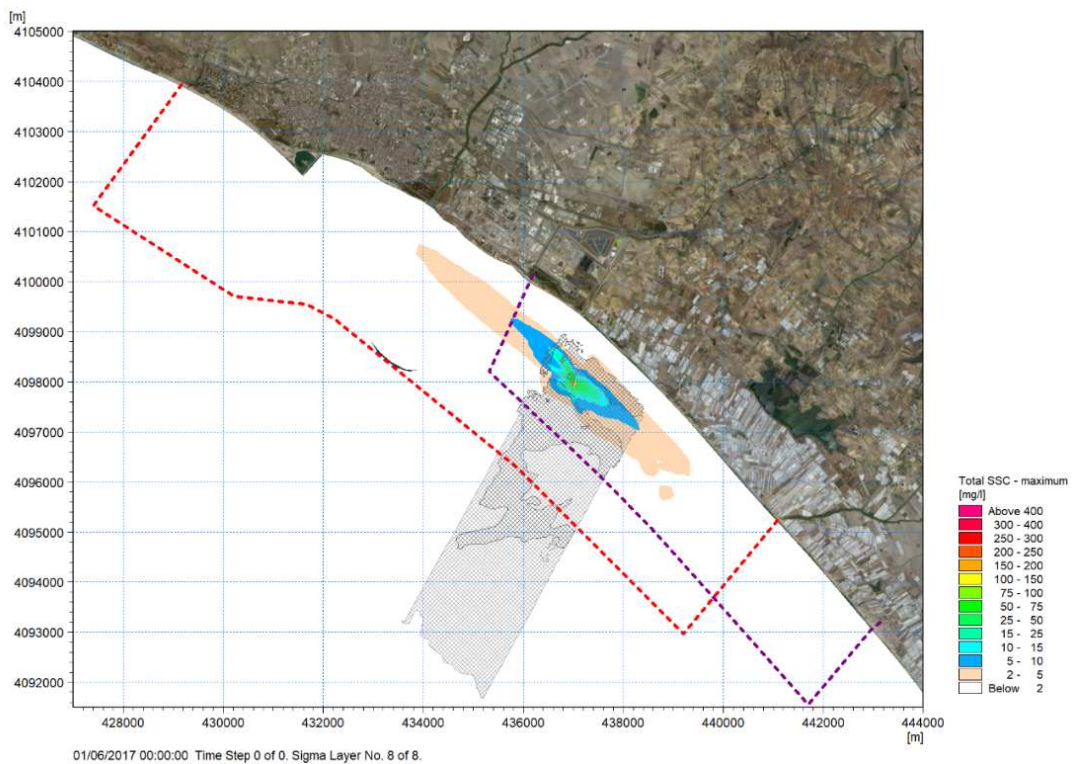 [m]
4105000
4104000
4103000
4102000
4101000
4100000
4099000
4098000
4097000
4096000
4095000
4094000
4093000
4092000
428000 430000 432000 434000 436000 438000 440000 442000 444000
[m]
01/06/2017 00:00:00 Time Step 0 of 0. Sigma Layer No. 8 of 8.
Total SSC - maximum
[mg/l]
Above 400
300 - 400
250 - 300
200 - 250
150 - 200
100 - 150
75 - 100
50 - 75
25 - 50
15 - 25
10 - 15
5 - 10
2 - 5
Below 2